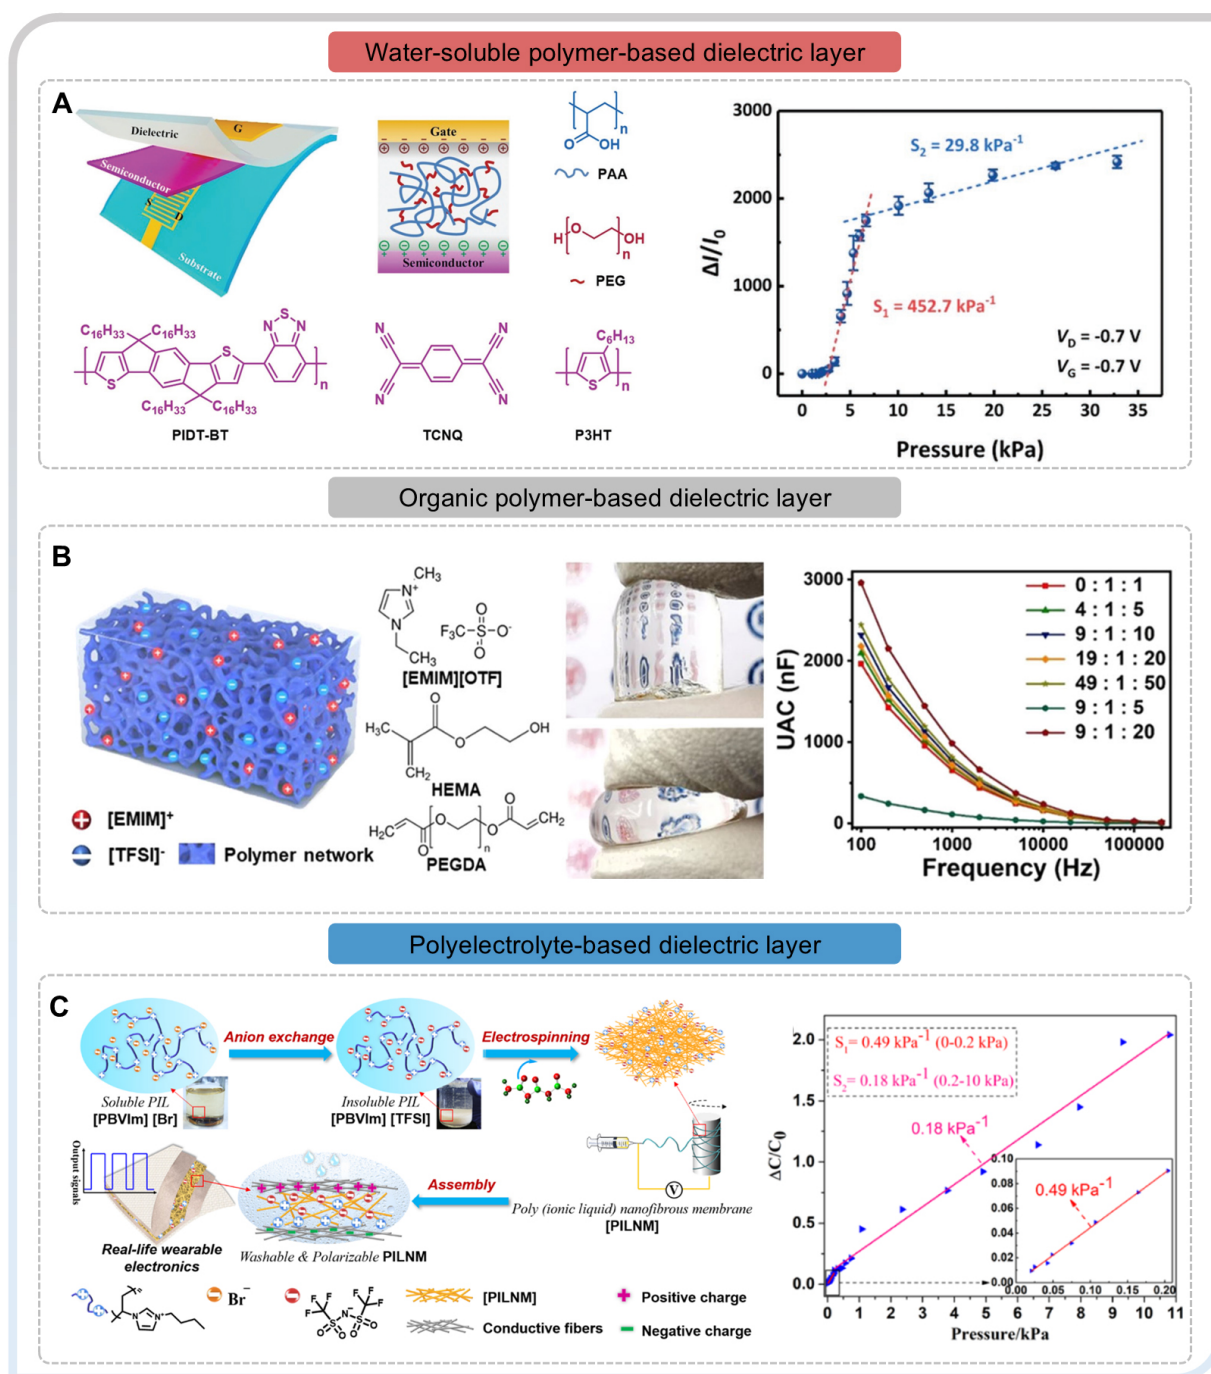 Water-soluble polymer-based dielectric layer
A
Dielectric
G
Semiconductor
S
D
Substrate
Gate
Semiconductor
n
O
OH
PAA
H
O
OH
n
PEG
C16H33
C16H33
N
S
N
S
S
n
C16H33
C16H33
PIDT-BT
N
N
N
N
TCNQ
C6H13
S
n
P3HT
3000
2000
1000
0
0 5 10 15 20 25 30 35
ΔI/I0
Pressure (kPa)
S2 = 29.8 kPa-1
S1 = 452.7 kPa-1
VD = -0.7 V
VG = -0.7 V
Organic polymer-based dielectric layer
B
[EMIM]+
[TFSI]-
Polymer network
CH3
N+
N
CH3
O
F3C-S-O-
O
[EMIM][OTF]
O
H3C
O
OH
CH2
HEMA
H2C
O
O
O
n
O
CH2
PEGDA
3000
2000
1000
0
UAC (nF)
100 1000 10000 100000
Frequency (Hz)
0 : 1 : 1
4 : 1 : 5
9 : 1 : 10
19 : 1 : 20
49 : 1 : 50
9 : 1 : 5
9 : 1 : 20
Polyelectrolyte-based dielectric layer
C
Anion exchange
Electrospinning
Soluble PIL
[PBVIm] [Br]
Insoluble PIL
[PBVIm] [TFSI]
Output signals
Assembly
V
Poly (ionic liquid) nanofibrous membrane
[PILNM]
Real-life wearable
electronics
Washable & Polarizable PILNM
Br−
F F
F F
F F
O S N S O
O O
[PILNM]
Conductive fibers
Positive charge
Negative charge
N
N
2.0
1.5
1.0
0.5
0.0
ΔC/C0
0 1 2 3 4 5 6 7 8 9 10 11
Pressure/kPa
S1= 0.49 kPa-1 (0-0.2 kPa)
S2= 0.18 kPa-1 (0.2-10 kPa)
0.18 kPa-1
0.10
0.08
0.06
0.04
0.02
0.00
0.49 kPa-1
0.00 0.05 0.10 0.15 0.20